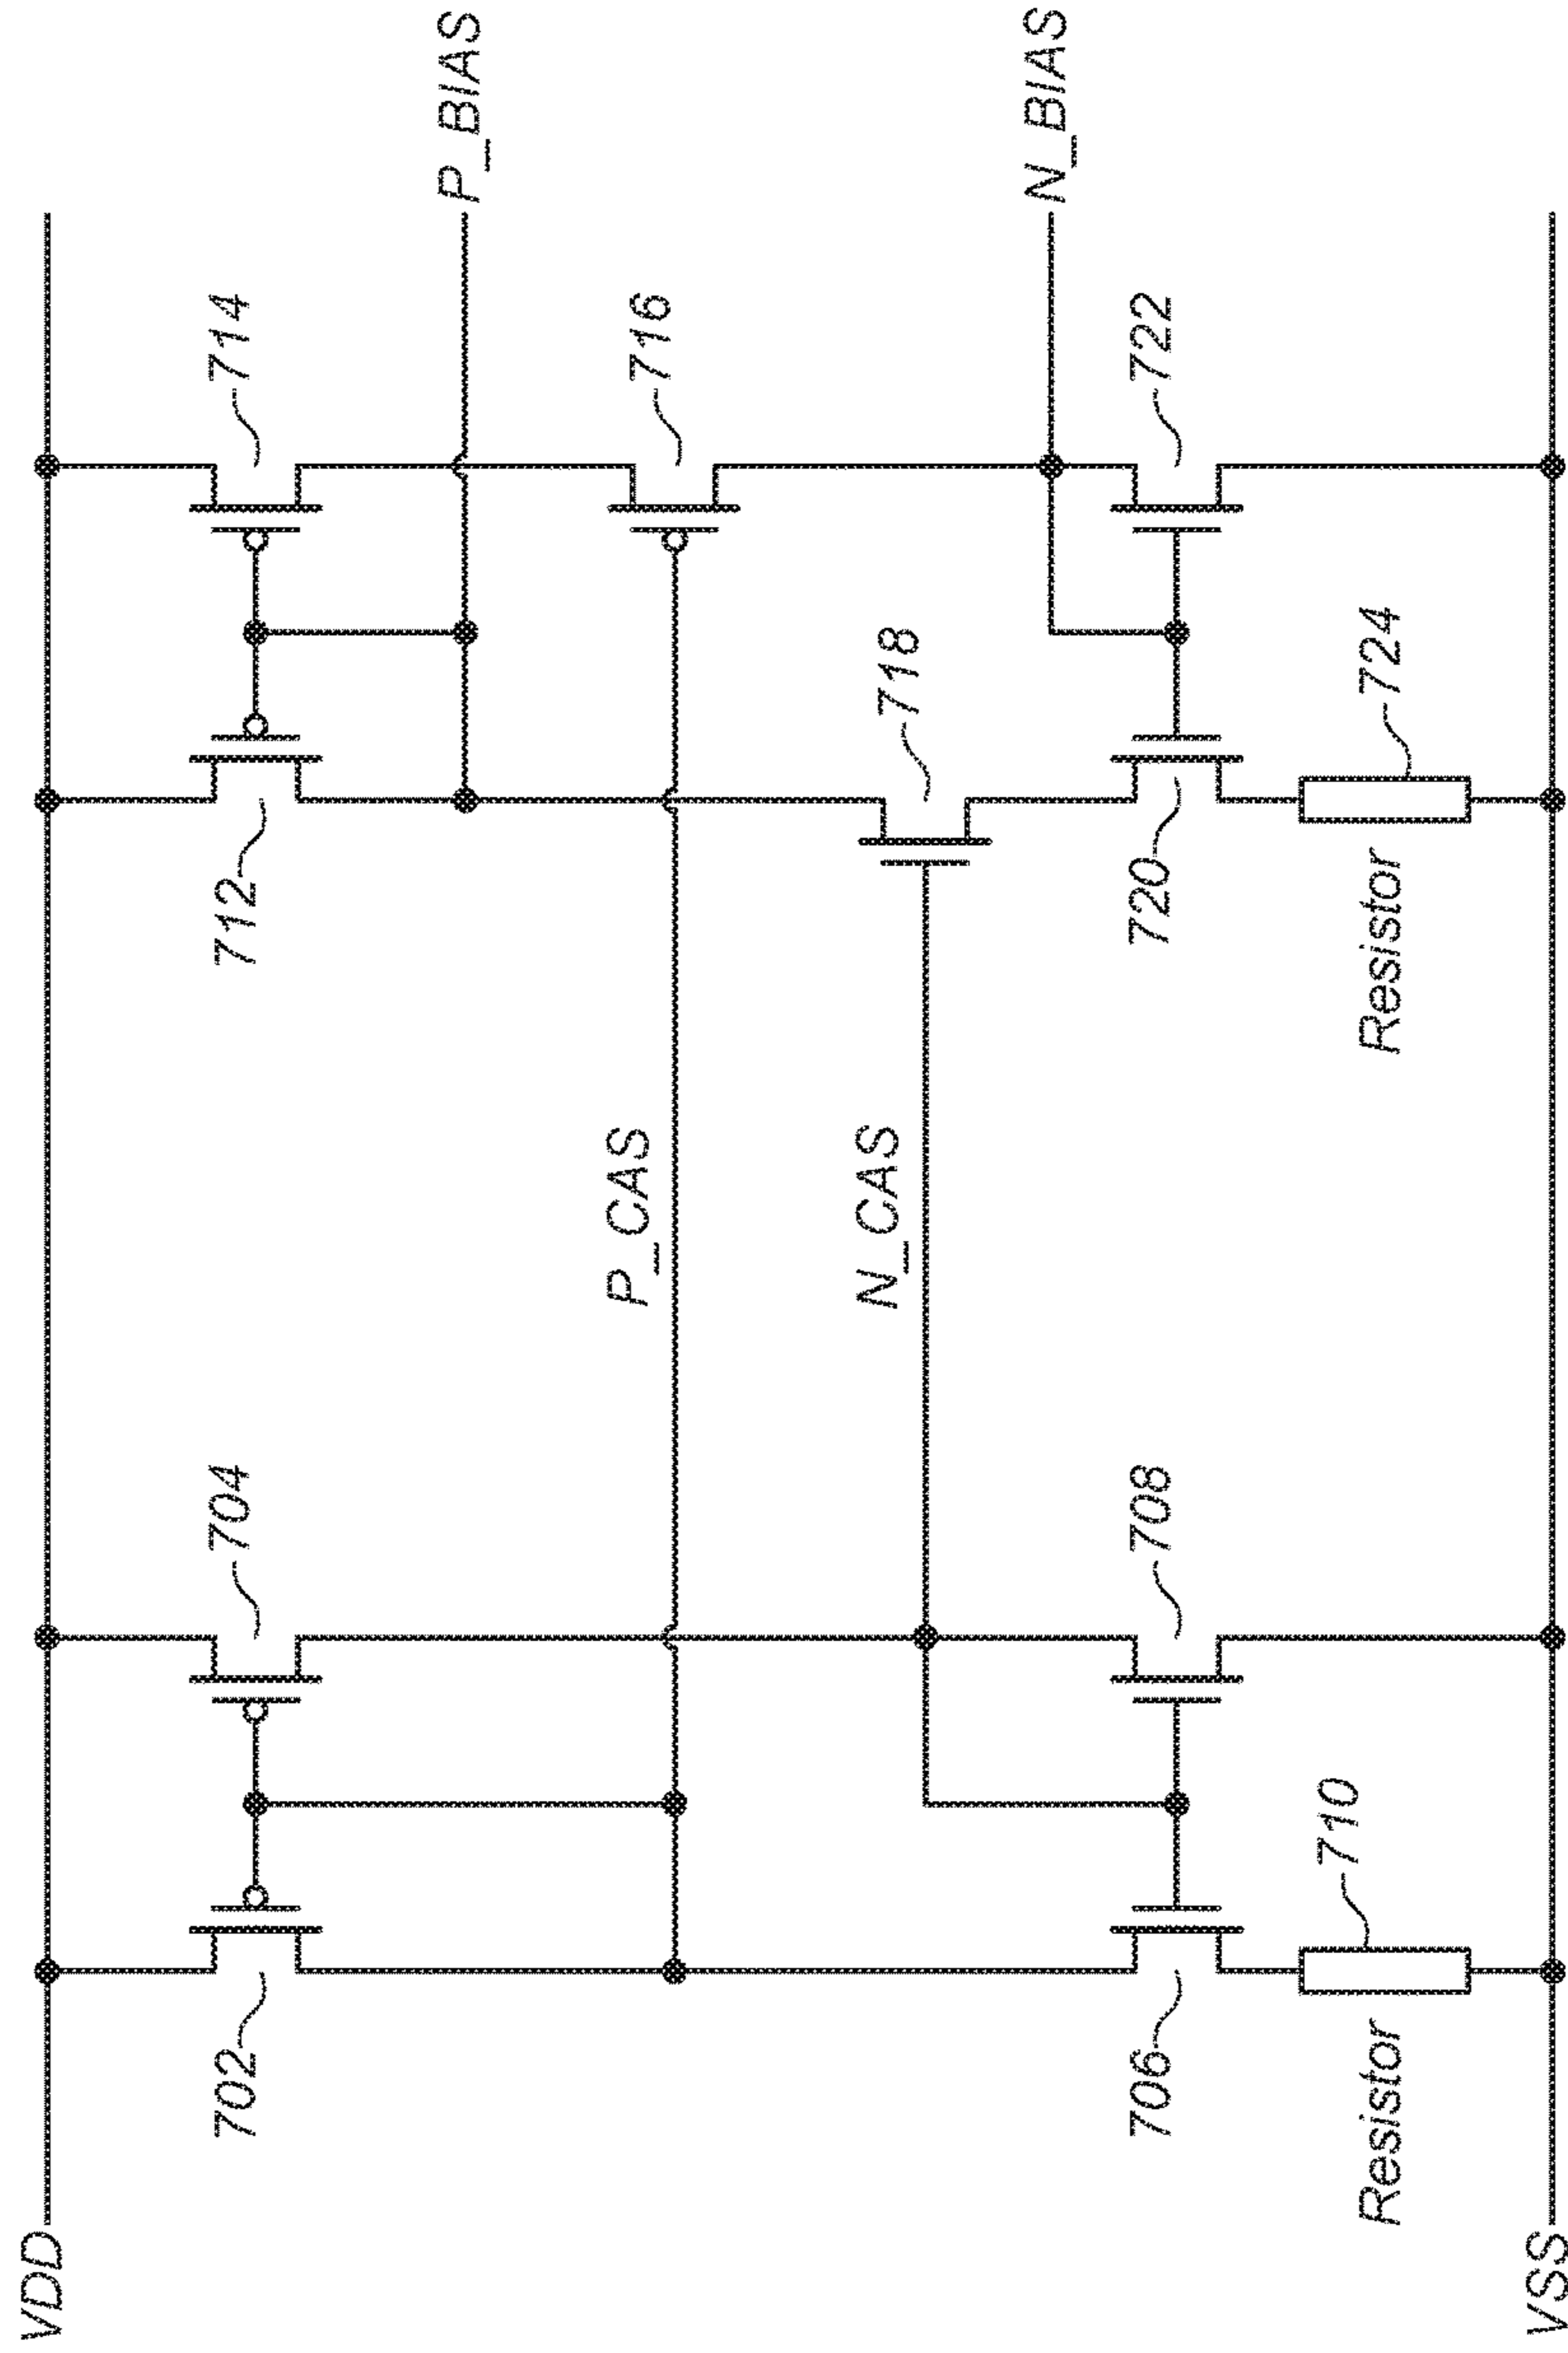 VDD
702
704
712
714
P_BIAS
P_CAS
716
N_CAS
718
N_BIAS
706
708
720
722
710
724
Resistor
Resistor
VSS